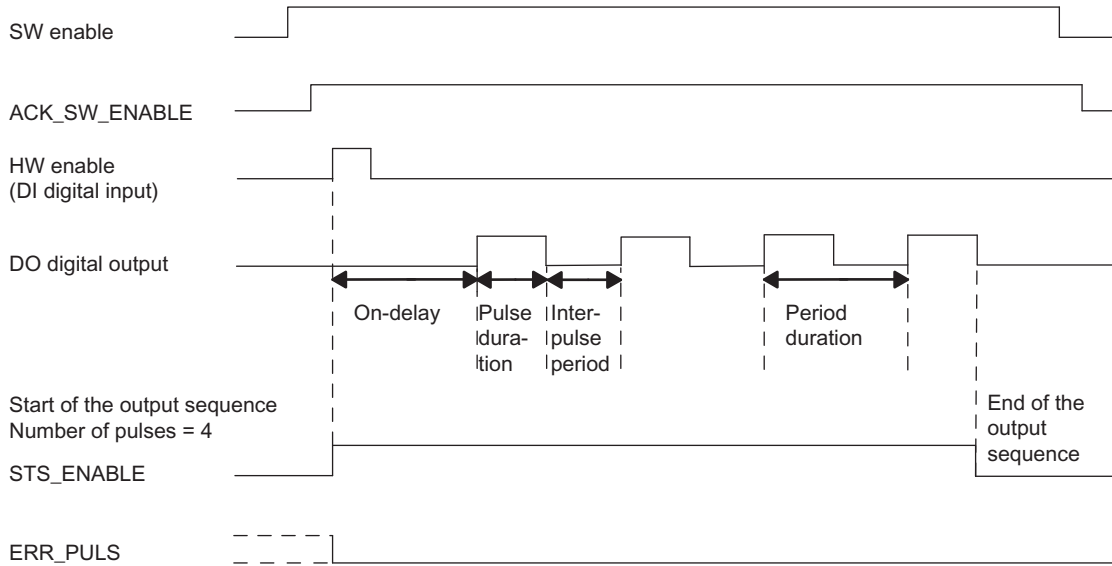 SW enable
ACK_SW_ENABLE
HW enable
(DI digital input)
DO digital output
On-delay
Pulse
dura-
tion
Inter-
pulse
period
Period
duration
Start of the output sequence
Number of pulses = 4
End of the
output
sequence
STS_ENABLE
ERR_PULS